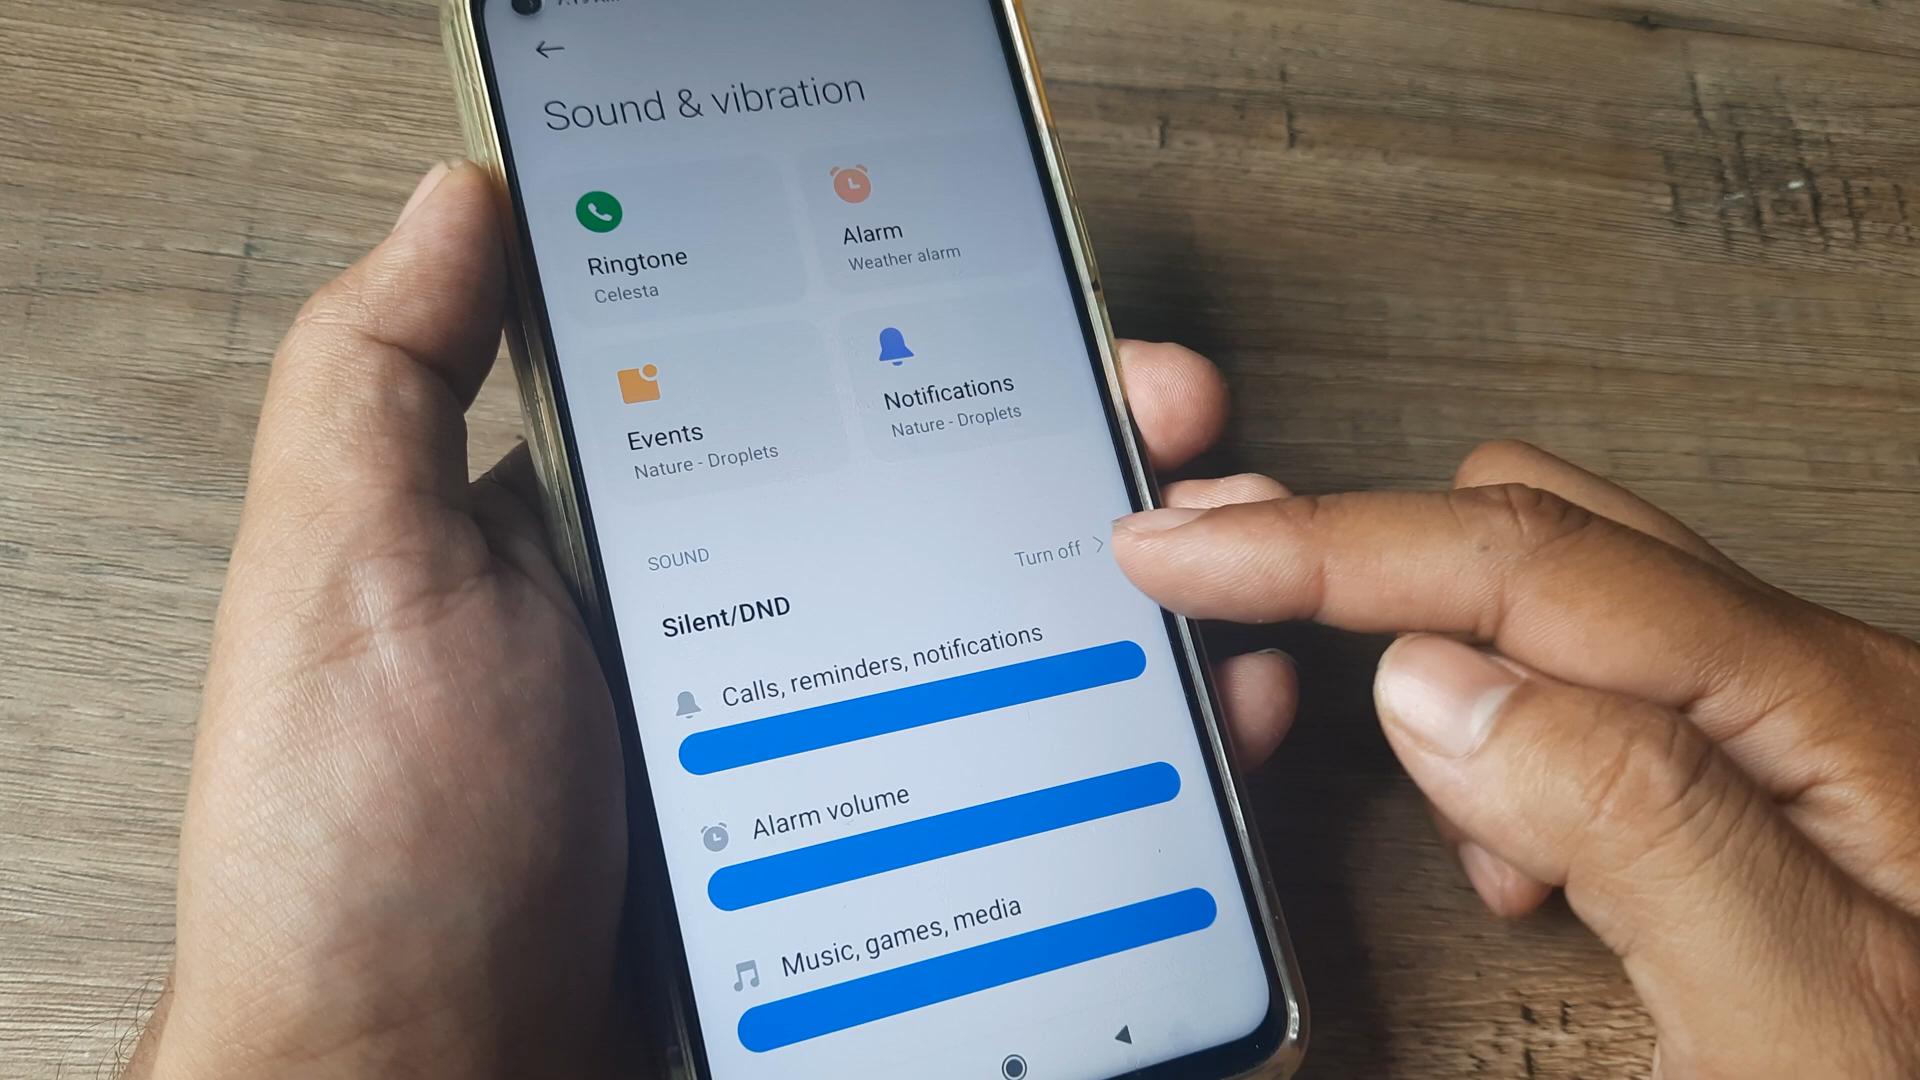 Sound & vibration
Ringtone
Celesta
Alarm
Weather alarm
Events
Nature - Droplets
Notifications
Nature - Droplets
SOUND
Silent/DND
Turn off
Calls, reminders, notifications
Alarm volume
Music, games, media